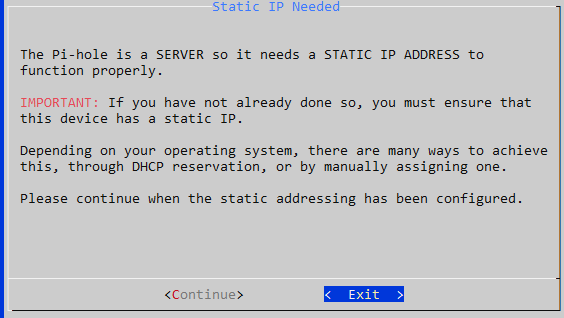 Static IP Needed
The Pi-hole is a SERVER so it needs a STATIC IP ADDRESS to
function properly.
IMPORTANT: If you have not already done so, you must ensure that
this device has a static IP.
Depending on your operating system, there are many ways to achieve
this, through DHCP reservation, or by manually assigning one.
Please continue when the static addressing has been configured.
<Continue> < Exit >